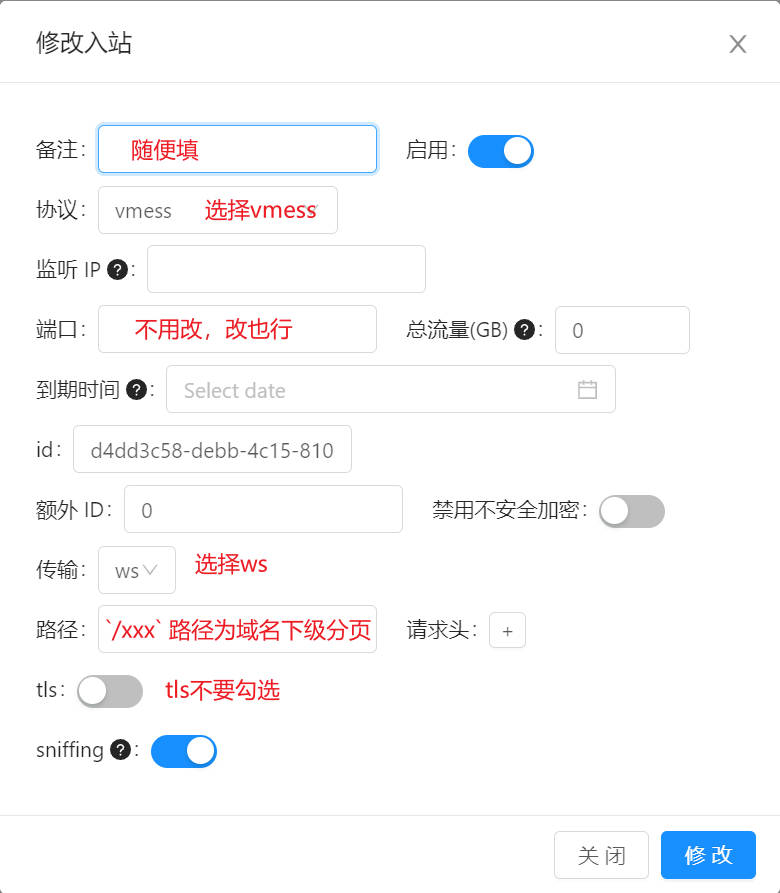 修改入站
备注: 随便填 启用:
协议: vmess 选择vmess
监听 IP ? :
端口: 不用改，改也行 总流量(GB) ? : 0
到期时间 ? : Select date
id: d4dd3c58-debb-4c15-810
额外 ID: 0 禁用不安全加密:
传输: ws 选择ws
路径: `/xxx` 路径为域名下级分页 请求头: +
tls: tls不要勾选
sniffing ? :
关 闭 修 改